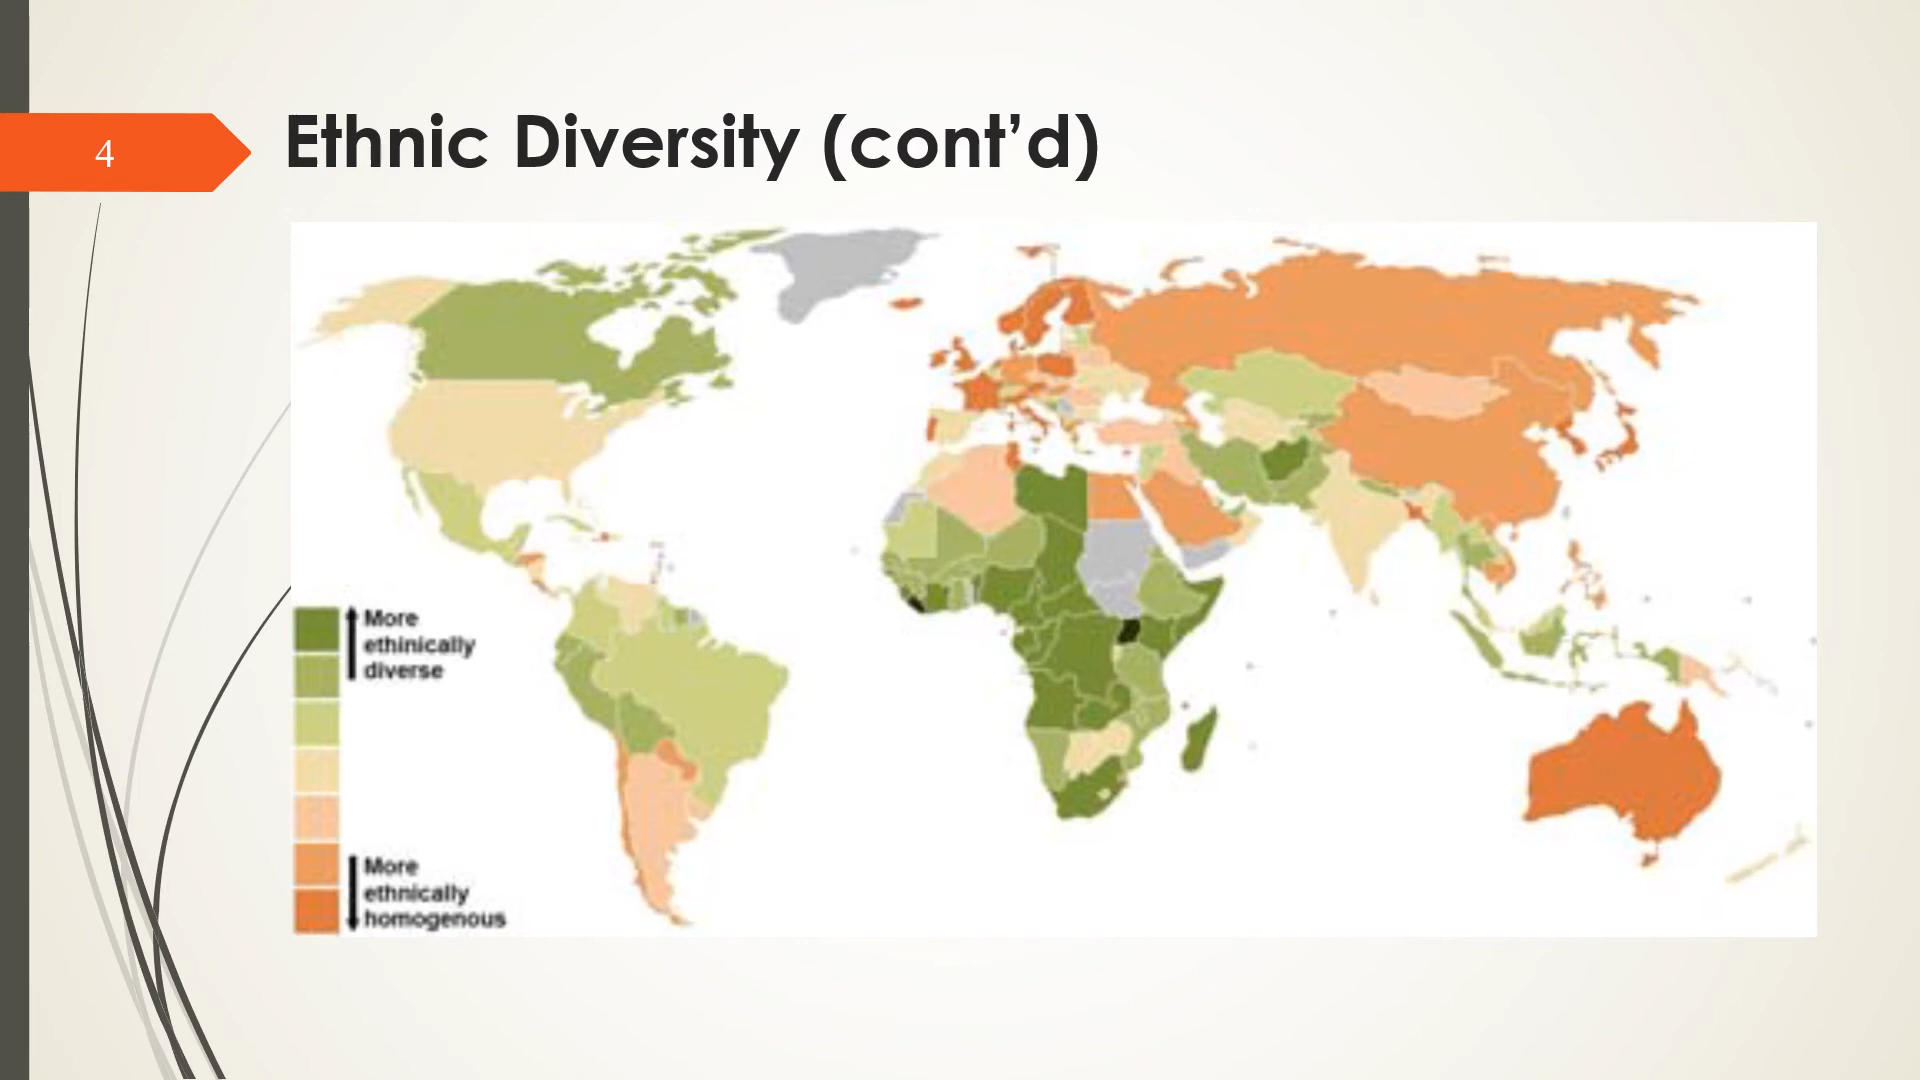 4
Ethnic Diversity (cont’d)
More
ethinically
diverse
More
ethnically
homogenous